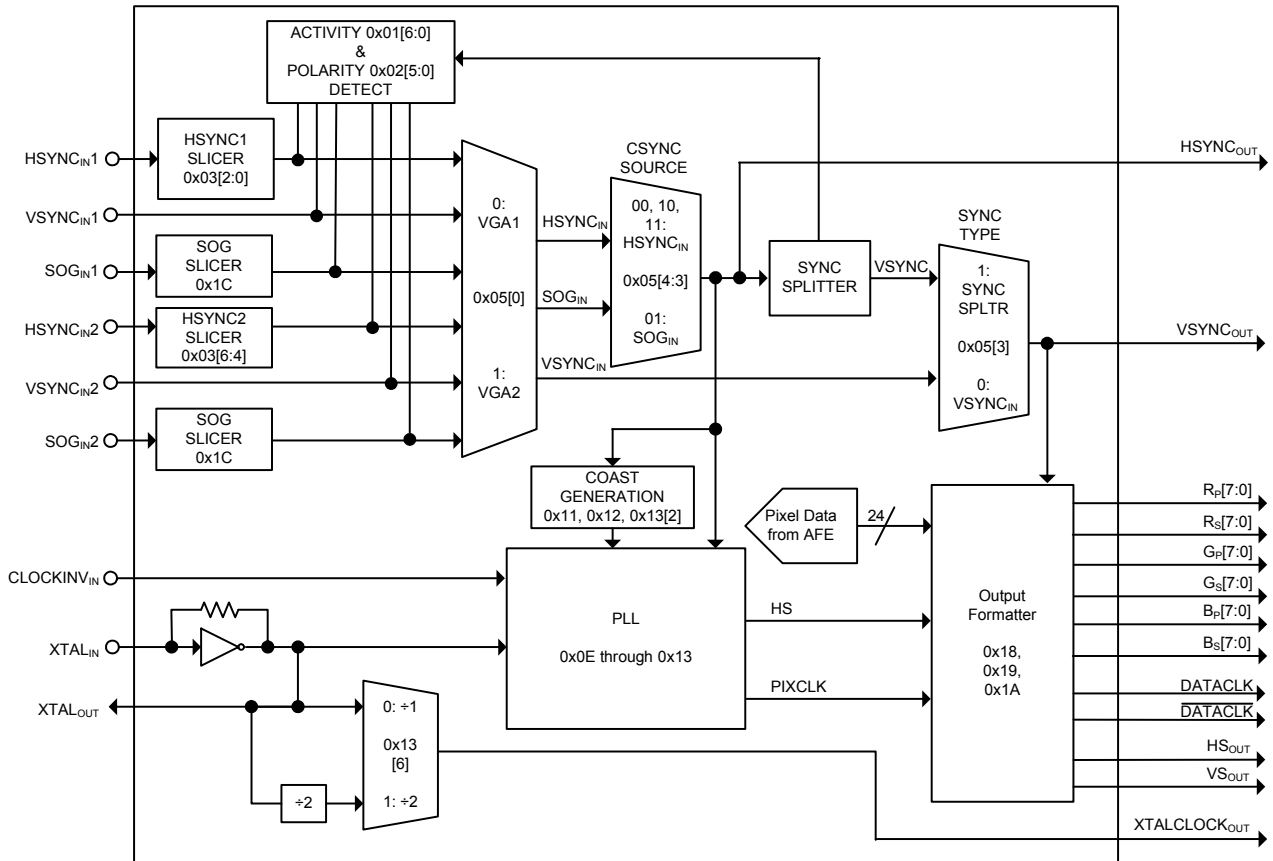 ACTIVITY 0x01[6:0]
&
POLARITY 0x02[5:0]
DETECT
HSYNCIN1
HSYNC1
SLICER
0x03[2:0]
VSYNCIN1
SOGIN1
SOG
SLICER
0x1C
HSYNCIN2
HSYNC2
SLICER
0x03[6:4]
VSYNCIN2
SOGIN2
SOG
SLICER
0x1C
0:
VGA1
0x05[0]
1:
VGA2
HSYNCIN
SOGIN
VSYNCIN
CSYNC
SOURCE
00, 10,
11:
HSYNCIN
0x05[4:3]
01:
SOGIN
SYNC
SPLITTER
VSYNC
SYNC
TYPE
1:
SYNC
SPLTR
0x05[3]
0:
VSYNCIN
HSYNCOUT
VSYNCOUT
COAST
GENERATION
0x11, 0x12, 0x13[2]
Pixel Data
from AFE
24
CLOCKINVIN
XTALIN
XTALOUT
PLL
0x0E through 0x13
HS
PIXCLK
0: ÷1
0x13
[6]
1: ÷2
÷2
Output
Formatter
0x18,
0x19,
0x1A
RP[7:0]
RS[7:0]
GP[7:0]
GS[7:0]
BP[7:0]
BS[7:0]
DATACLK
DATACLK
HSOUT
VSOUT
XTALCLOCKOUT